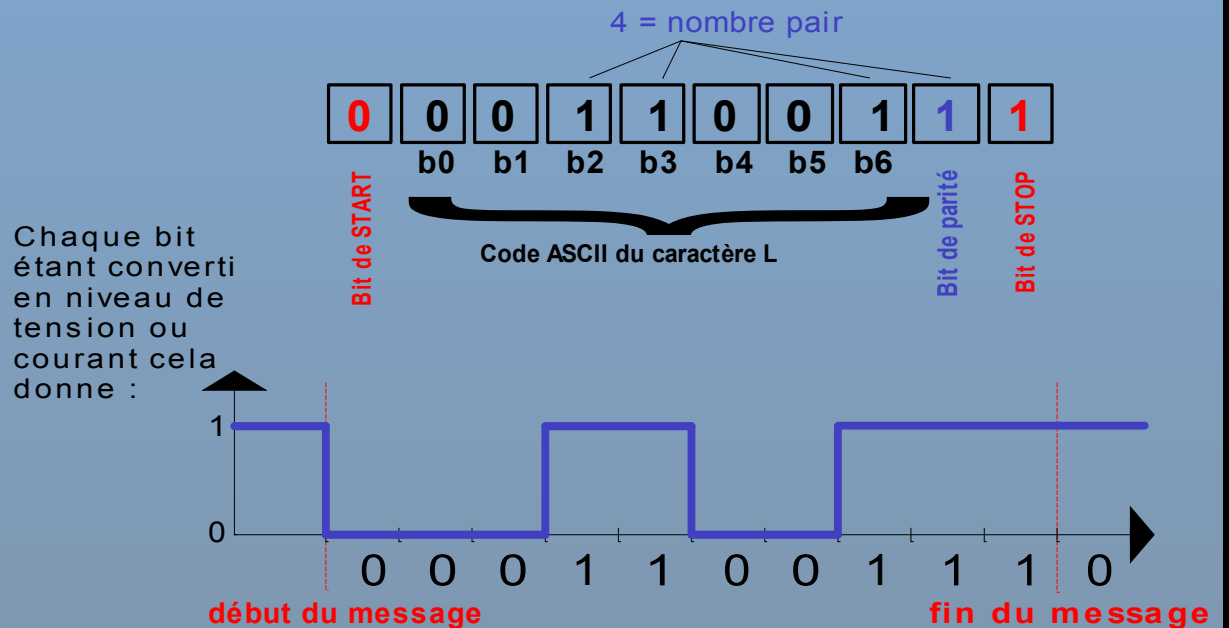 4 = nombre pair
0 0 0 1 1 0 0 1 1 1
b0 b1 b2 b3 b4 b5 b6
Bit de START
Code ASCII du caractère L
Bit de parité
Bit de STOP
Chaque bit
étant converti
en niveau de
tension ou
courant cela
donne :
1
0
0 0 0 1 1 0 0 1 1 1 0
début du message
fin du message